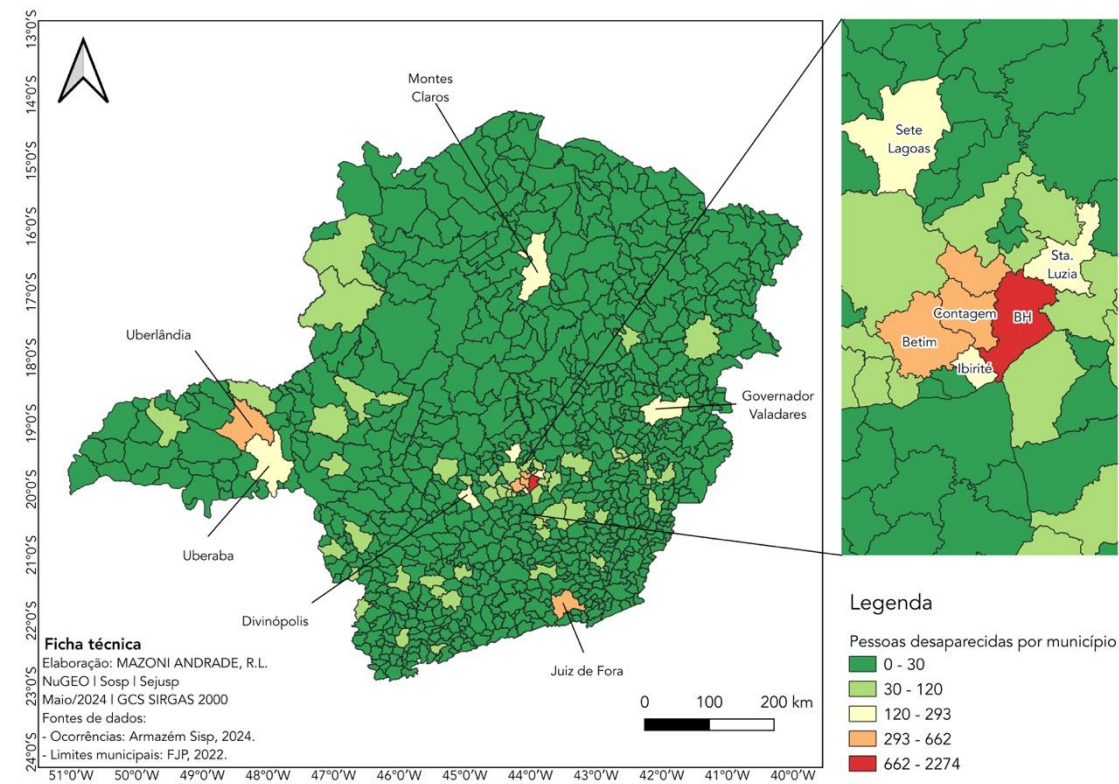 13°0'S
14°0'S
15°0'S
16°0'S
17°0'S
18°0'S
19°0'S
20°0'S
21°0'S
22°0'S
23°0'S
24°0'S
Montes
Claros
Uberlândia
Governador
Valadares
Uberaba
Divinópolis
Juiz de Fora
Ficha técnica
Elaboração: MAZONI ANDRADE, R.L.
NuGEO | Sosp | Sejusp
Maio/2024 | GCS SIRGAS 2000
Fontes de dados:
- Ocorrências: Armazém Sisp, 2024.
- Limites municipais: FJP, 2022.
0 100 200 km
51°0'W 50°0'W 49°0'W 48°0'W 47°0'W 46°0'W 45°0'W 44°0'W 43°0'W 42°0'W 41°0'W 40°0'W
Sete
Lagoas
Sta.
Luzia
Contagem
BH
Betim
Ibirité
Legenda
Pessoas desaparecidas por município
0 - 30
30 - 120
120 - 293
293 - 662
662 - 2274